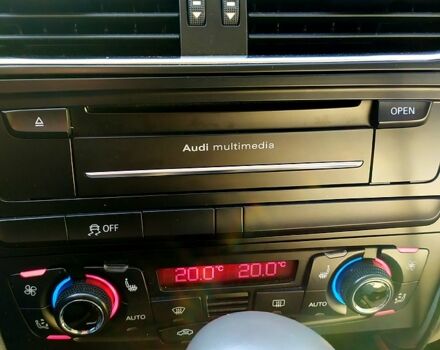 OPEN
Audi multimedia
OFF
20.0°C 20.0°C
AUTO
AUTO